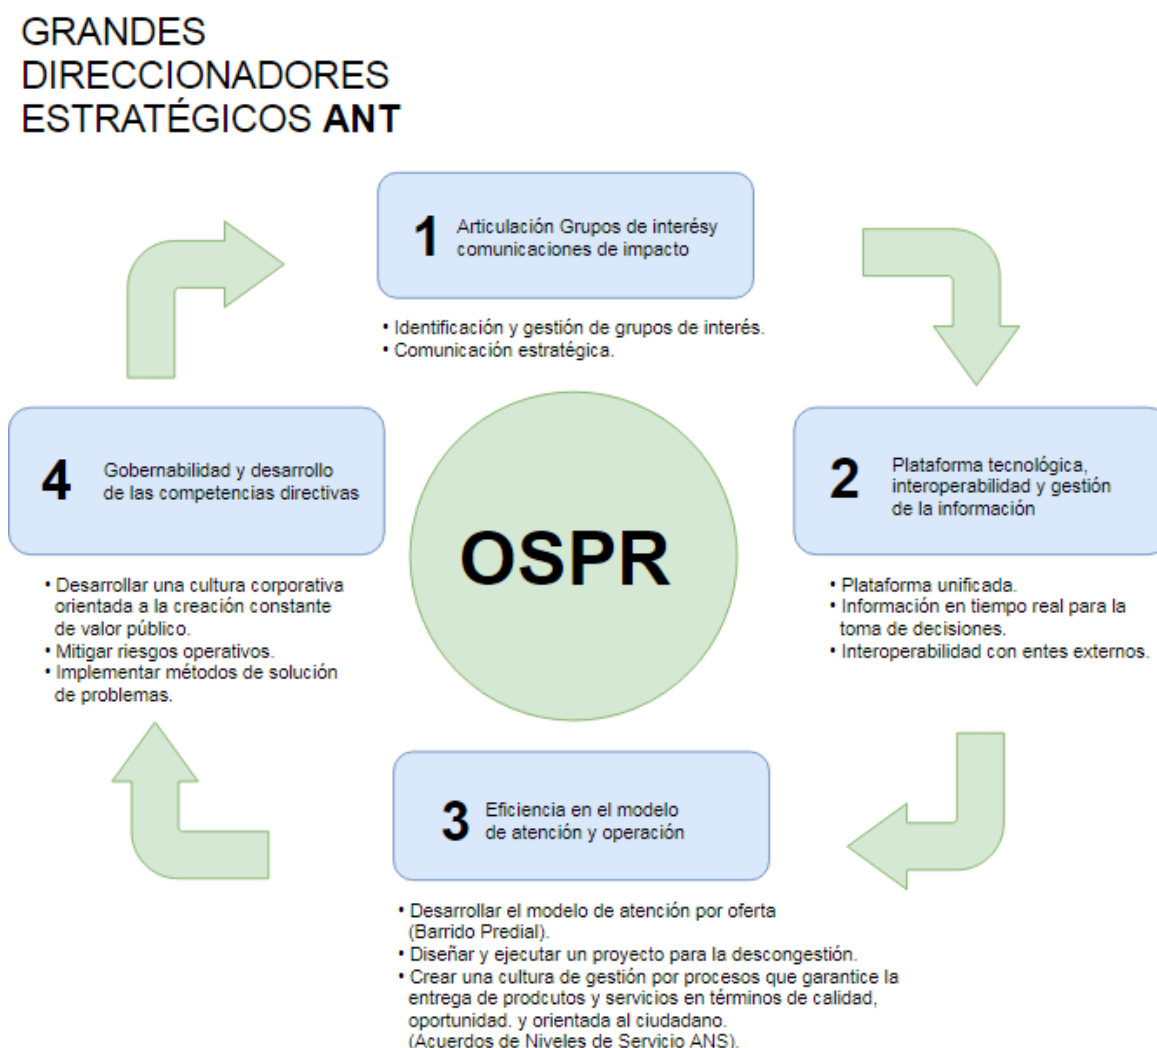 GRANDES
DIRECCIONADORES
ESTRATÉGICOS ANT
1
Articulación Grupos de interésy
comunicaciones de impacto
• Identificación y gestión de grupos de interés.
• Comunicación estratégica.
2
Plataforma tecnológica,
interoperabilidad y gestión
de la información
• Plataforma unificada.
• Información en tiempo real para la
toma de decisiones.
• Interoperabilidad con entes externos.
3
Eficiencia en el modelo
de atención y operación
• Desarrollar el modelo de atención por oferta
(Barrido Predial).
• Diseñar y ejecutar un proyecto para la descongestión.
• Crear una cultura de gestión por procesos que garantice la
entrega de prodcutos y servicios en términos de calidad,
oportunidad. y orientada al ciudadano.
(Acuerdos de Niveles de Servicio ANS).
4
Gobernabilidad y desarrollo
de las competencias directivas
• Desarrollar una cultura corporativa
orientada a la creación constante
de valor público.
• Mitigar riesgos operativos.
• Implementar métodos de solución
de problemas.
OSPR